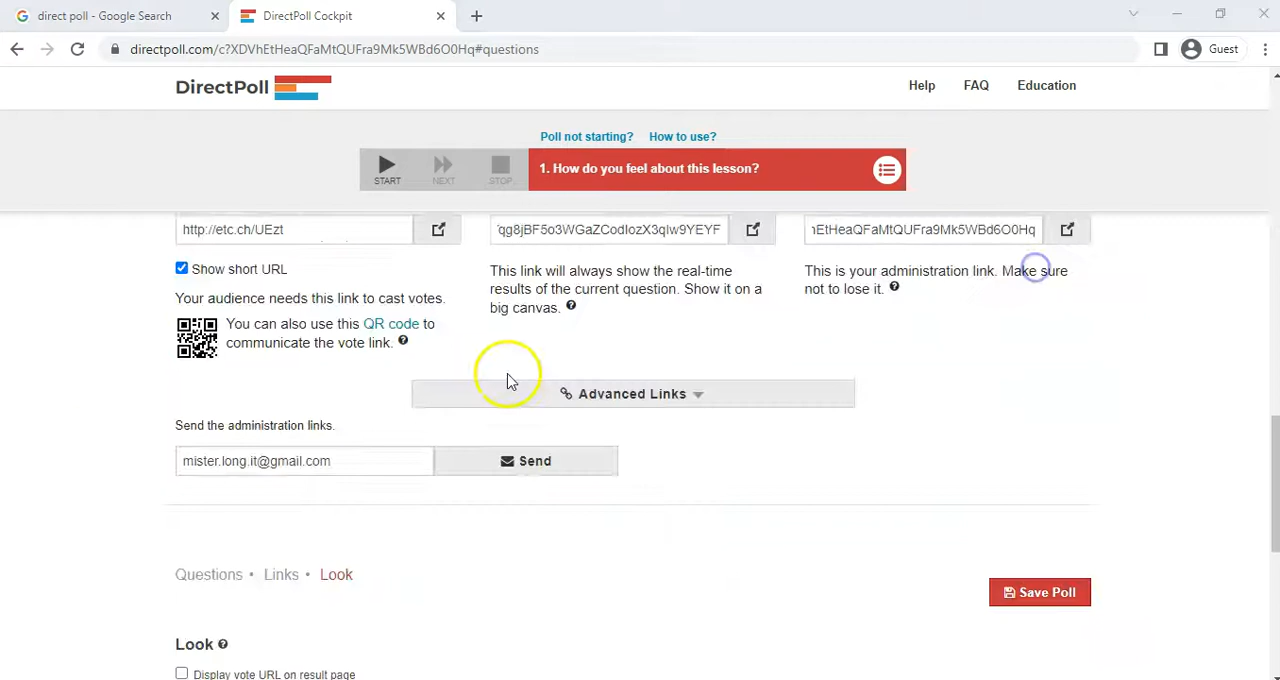 direct poll - Google Search
DirectPoll Cockpit
directpoll.com/c?XDVhEtHeaQFaMtQUFra9Mk5WBd6O0Hq#questions
Guest
DirectPoll
Help
FAQ
Education
Poll not starting?
How to use?
START
NEXT
STOP
1. How do you feel about this lesson?
http://etc.ch/UEzt
qg8jBF5o3WGaZCodIozX3qIw9YEYF
EtHeaQFaMtQUFra9Mk5WBd6O0Hq
Show short URL
Your audience needs this link to cast votes.
You can also use this QR code to
communicate the vote link.
This link will always show the real-time
results of the current question. Show it on a
big canvas.
This is your administration link. Make sure
not to lose it.
Advanced Links
Send the administration links.
mister.long.it@gmail.com
Send
Questions • Links • Look
Save Poll
Look
Display vote URL on result page